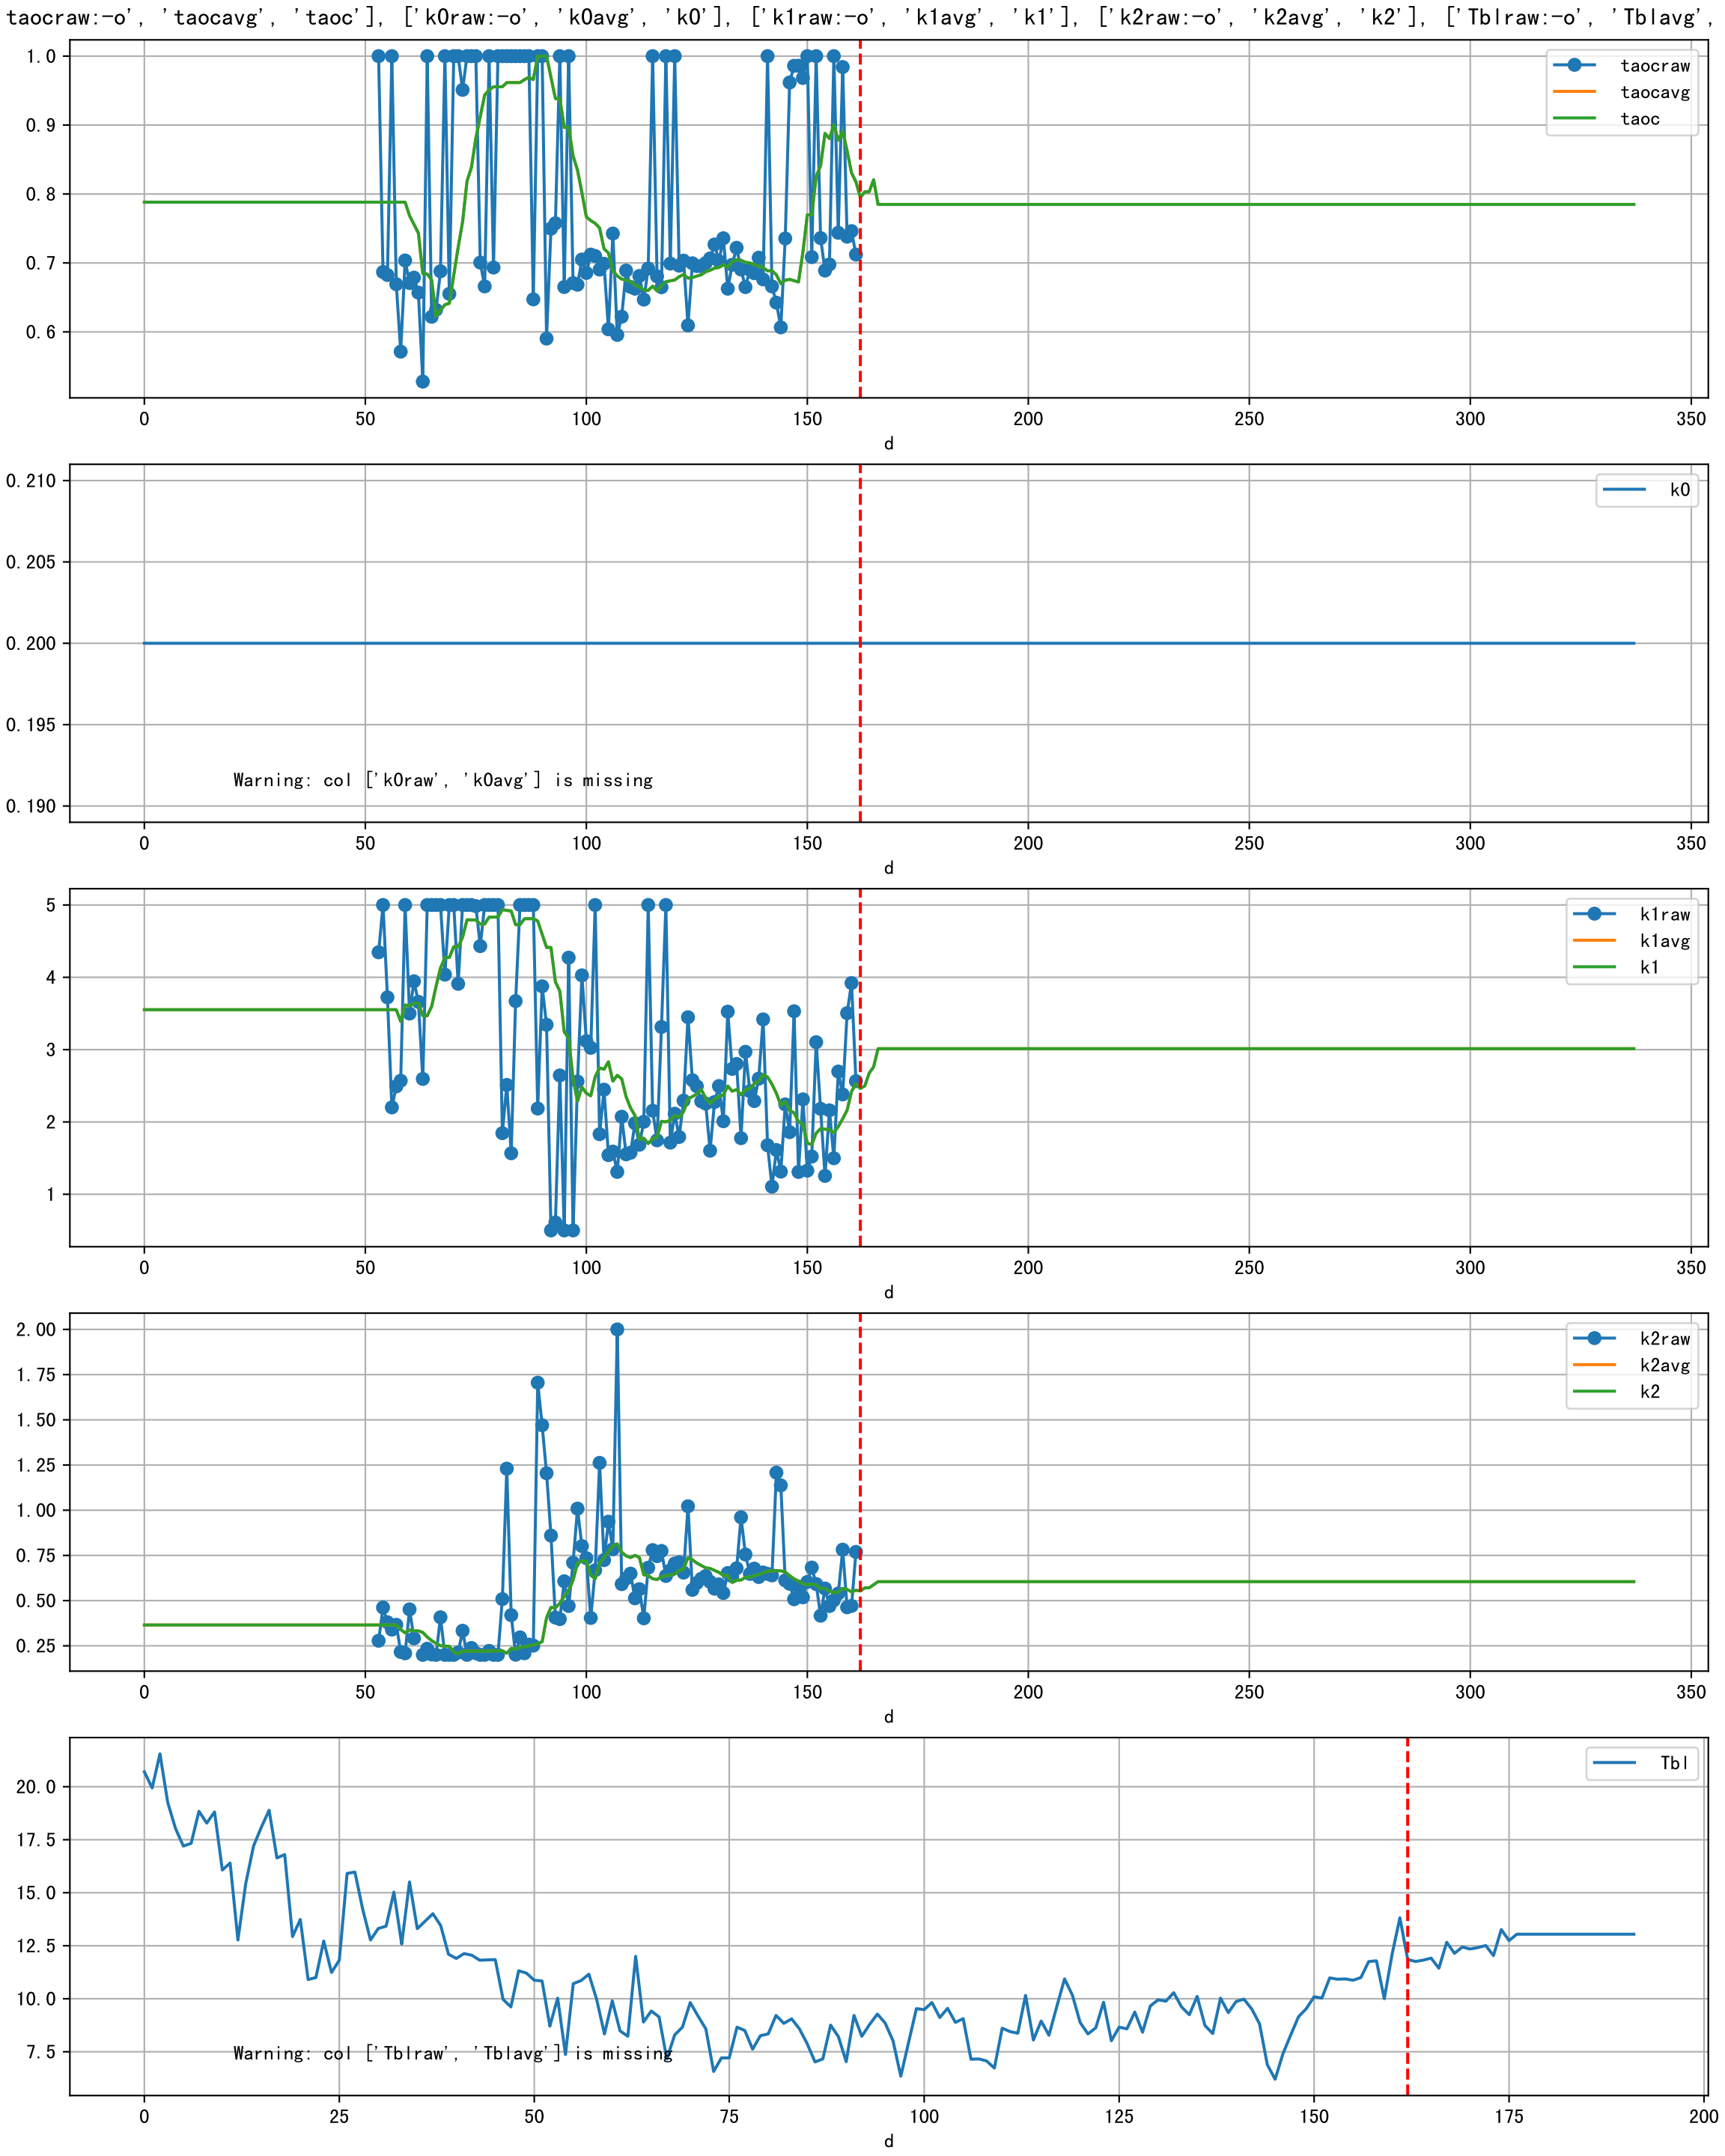 taocraw:-o', 'taocavg', 'taoc'], ['k0raw:-o', 'k0avg', 'k0'], ['k1raw:-o', 'k1avg', 'k1'], ['k2raw:-o', 'k2avg', 'k2'], ['Tblraw:-o', 'Tblavg',
1.0
0.9
0.8
0.7
0.6
taocraw
taocavg
taoc
0 50 100 150 200 250 300 350
d
0.210
0.205
0.200
0.195
0.190
k0
Warning: col ['k0raw', 'k0avg'] is missing
0 50 100 150 200 250 300 350
d
5
4
3
2
1
k1raw
k1avg
k1
0 50 100 150 200 250 300 350
d
2.00
1.75
1.50
1.25
1.00
0.75
0.50
0.25
k2raw
k2avg
k2
0 50 100 150 200 250 300 350
d
20.0
17.5
15.0
12.5
10.0
7.5
Tbl
Warning: col ['Tblraw', 'Tblavg'] is missing
0 25 50 75 100 125 150 175 200
d